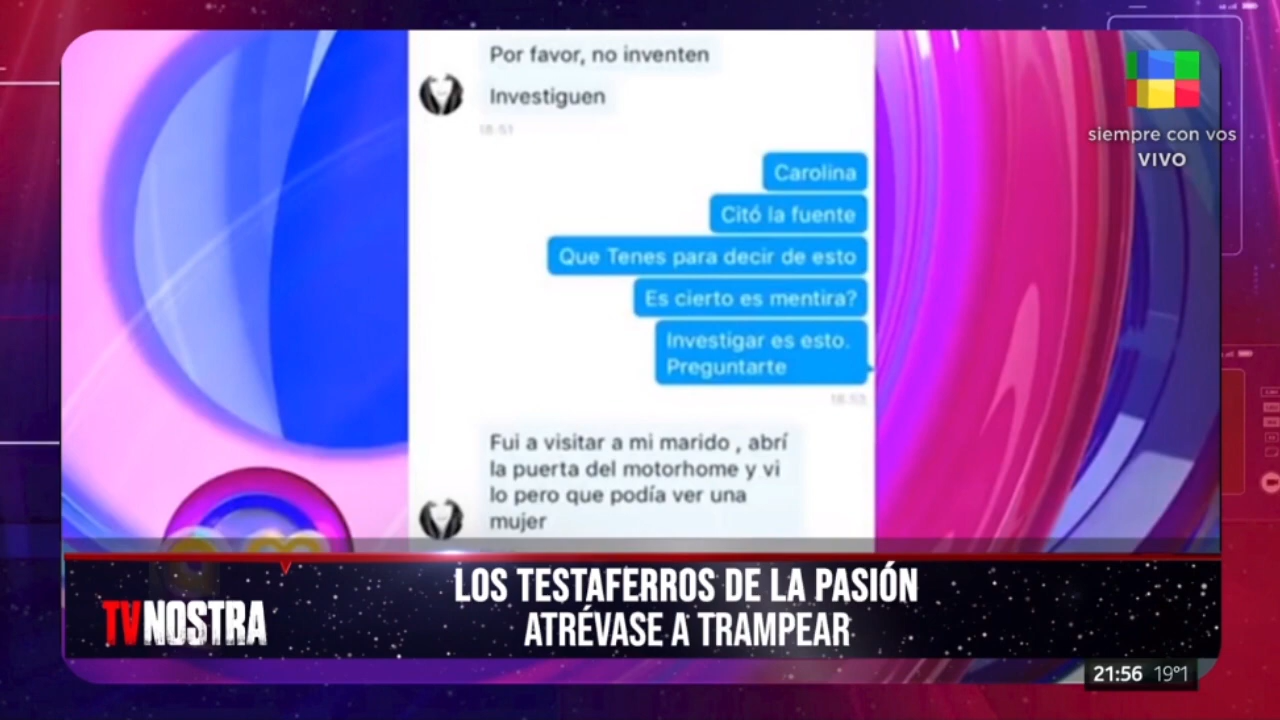 Por favor, no inventen
Investiguen
18:51
Carolina
Citó la fuente
Que Tenes para decir de esto
Es cierto es mentira?
Investigar es esto.
Preguntarte
18:53
Fui a visitar a mi marido , abrí
la puerta del motorhome y vi
lo pero que podía ver una
mujer
siempre con vos
VIVO
TVNOSTRA
LOS TESTAFERROS DE LA PASIÓN
ATRÉVASE A TRAMPEAR
21:56 19º1